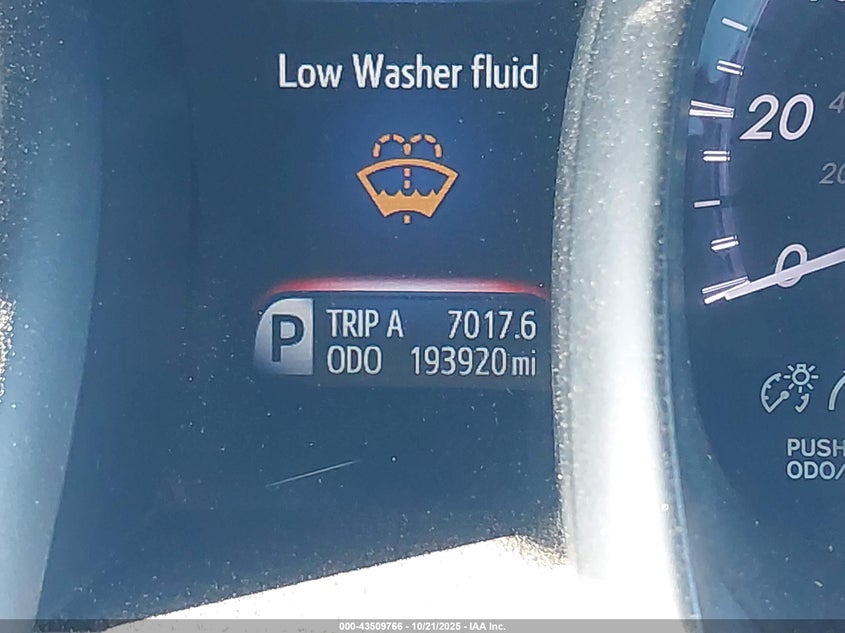 Low Washer fluid
20
0
P
TRIP A 7017.6
ODO 193920 mi
PUSH
ODO/
000-43509766 - 10/21/2025 - IAA Inc.